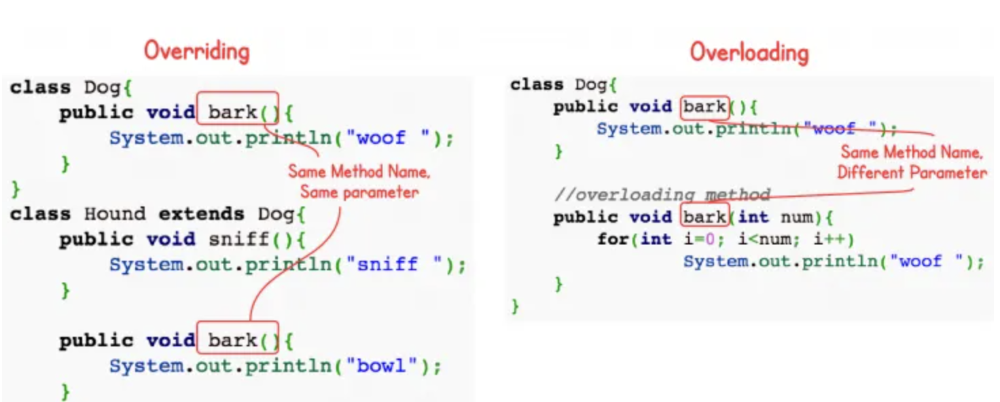 Overriding
class Dog{
    public void bark(){
        System.out.println("woof ");
    }
}
Same Method Name,
Same parameter
class Hound extends Dog{
    public void sniff(){
        System.out.println("sniff ");
    }
    public void bark(){
        System.out.println("bowl");
    }
Overloading
class Dog{
    public void bark(){
        System.out.println("woof ");
    }
Same Method Name,
Different Parameter
    //overloading method
    public void bark(int num){
        for(int i=0; i<num; i++)
                System.out.println("woof ");
    }
}